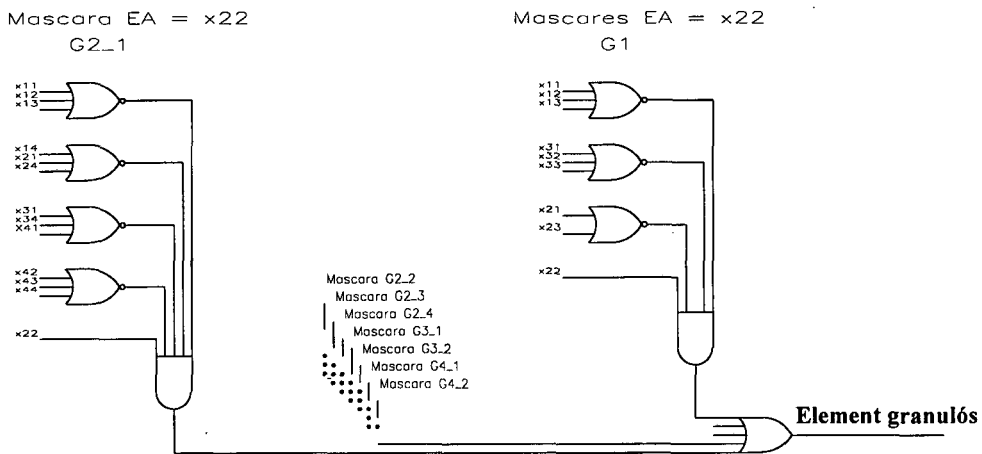 Mascara EA = x22
G2_1
Mascares EA = x22
G1
x11
x12
x13
x14
x21
x24
x31
x34
x41
x42
x43
x44
x22
x11
x12
x13
x31
x32
x33
x21
x23
x22
Mascara G2_2
Mascara G2_3
Mascara G2_4
Mascara G3_1
Mascara G3_2
Mascara G4_1
Mascara G4_2
Element granulós